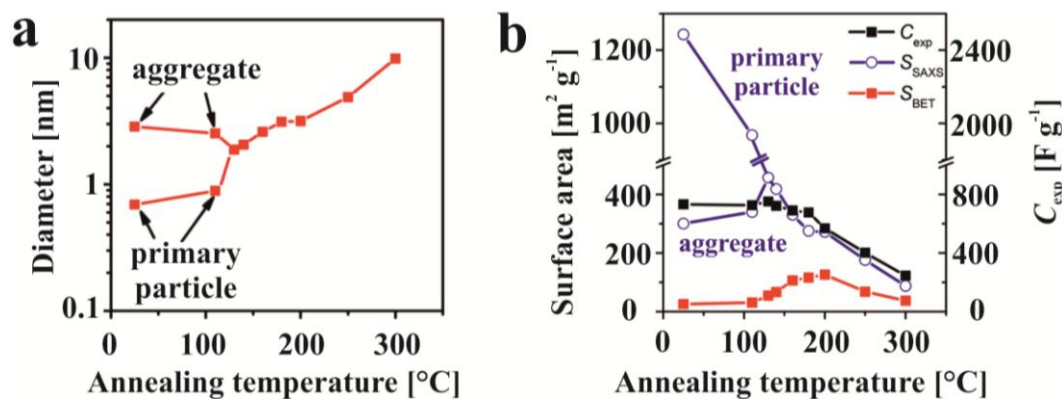 a
Diameter [nm]
10
1
0.1
aggregate
primary
particle
0
100
200
300
Annealing temperature [°C]
b
Surface area [m² g⁻¹]
1200
1000
400
200
0
primary
particle
aggregate
C_exp
S_SAXS
S_BET
2400
2000
800
400
0
C_exp [F g⁻¹]
0
100
200
300
Annealing temperature [°C]